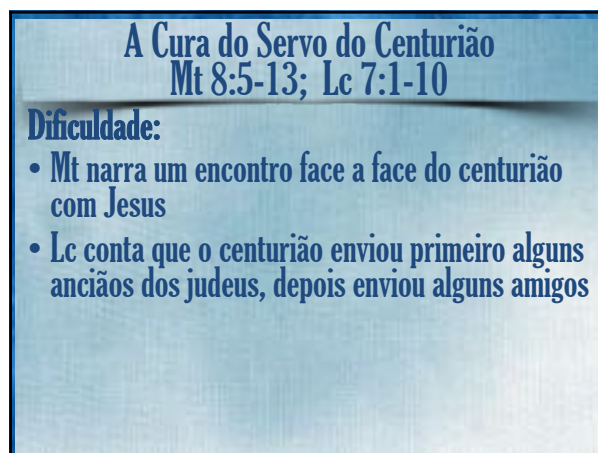 A Cura do Servo do Centurião
Mt 8:5-13; Lc 7:1-10
Dificuldade:
• Mt narra um encontro face a face do centurião
com Jesus
• Lc conta que o centurião enviou primeiro alguns
anciãos dos judeus, depois enviou alguns amigos